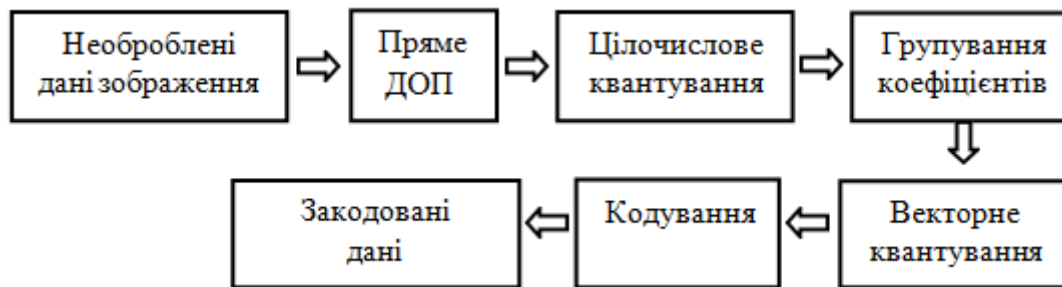 Необроблені
дані зображення
Пряме
ДОП
Цілочислове
квантування
Групування
коефіцієнтів
Векторне
квантування
Кодування
Закодовані
дані